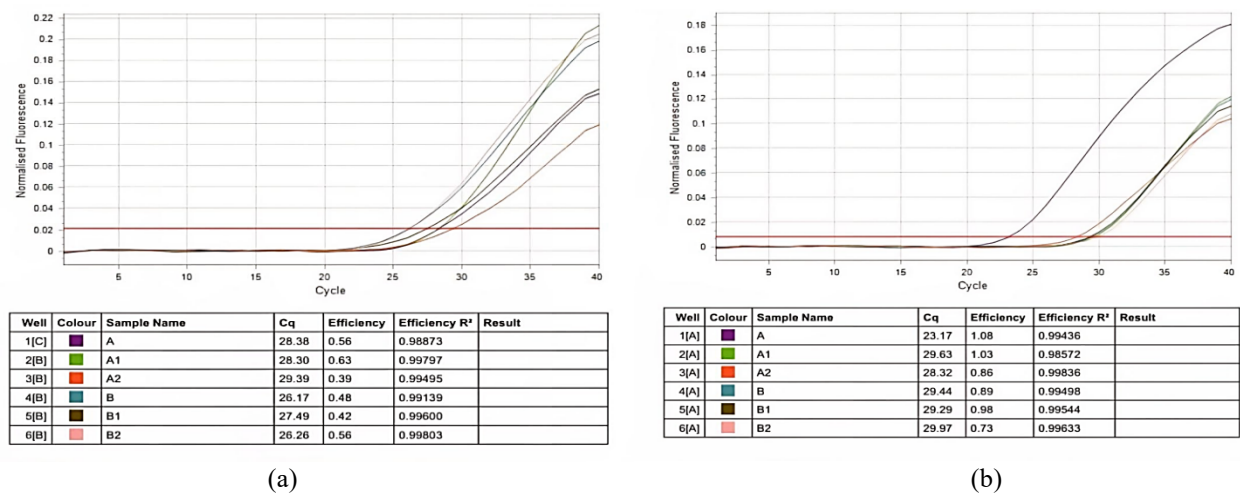 0.22
0.2
0.18
0.16
0.14
0.12
0.1
0.08
0.06
0.04
0.02
0
Normalised Fluorescence
5 10 15 20 25 30 35 40
Cycle
Well Colour Sample Name Cq Efficiency Efficiency R² Result
1[C] A 28.38 0.56 0.98873
2[B] A1 28.30 0.63 0.99797
3[B] A2 29.39 0.39 0.99495
4[B] B 26.17 0.48 0.99139
5[B] B1 27.49 0.42 0.99600
6[B] B2 26.26 0.56 0.99803
(a)
0.18
0.16
0.14
0.12
0.10
0.08
0.06
0.04
0.02
0
Normalised Fluorescence
5 10 15 20 25 30 35 40
Cycle
Well Colour Sample Name Cq Efficiency Efficiency R² Result
1[A] A 23.17 1.08 0.99436
2[A] A1 29.63 1.03 0.98572
3[A] A2 28.32 0.86 0.99836
4[A] B 29.44 0.89 0.99498
5[A] B1 29.29 0.98 0.99544
6[A] B2 29.97 0.73 0.99633
(b)